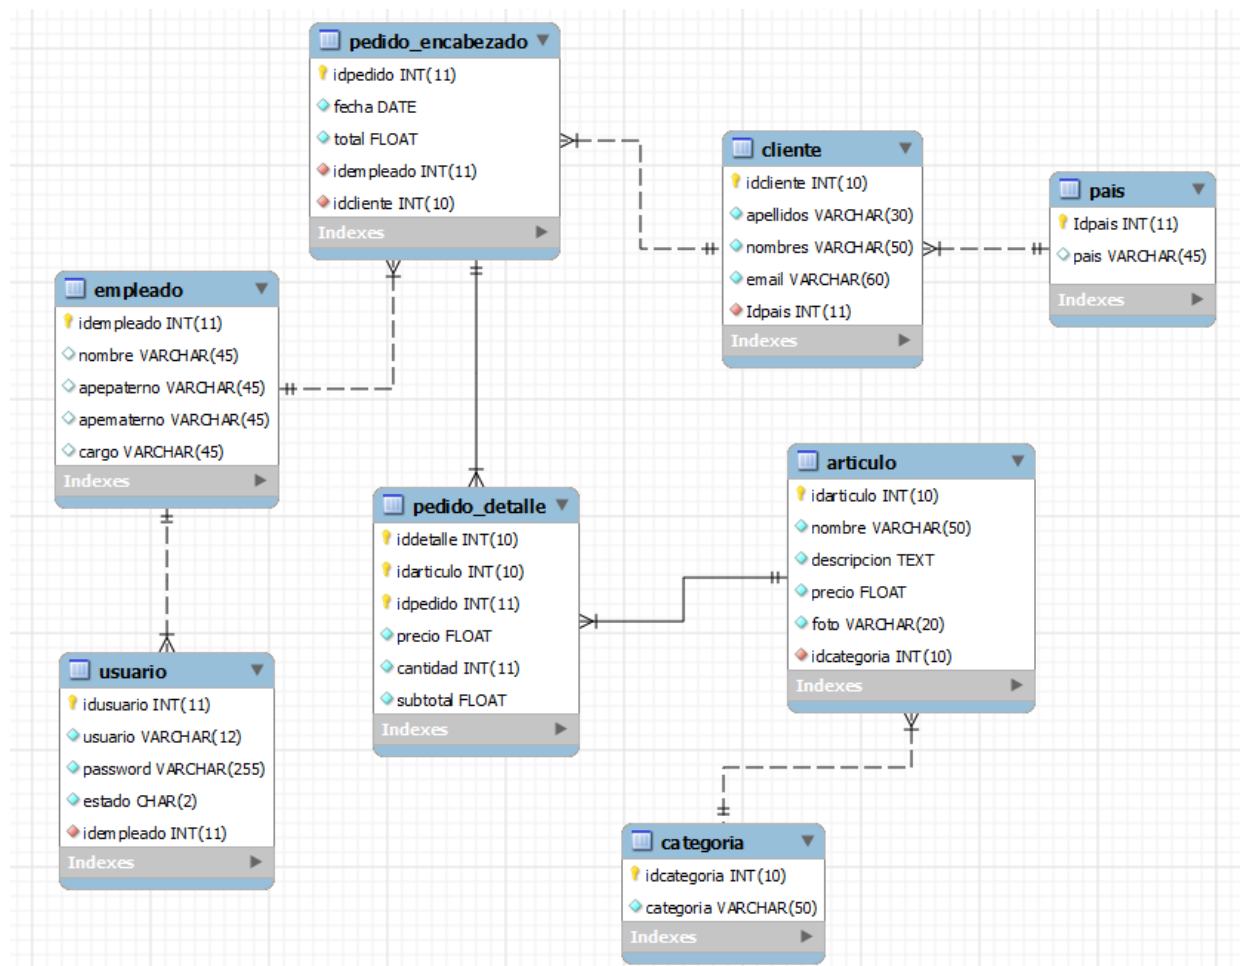 pedido_encabezado
idpedido INT(11)
fecha DATE
total FLOAT
idempleado INT(11)
idcliente INT(10)
Indexes
cliente
idcliente INT(10)
apellidos VARCHAR(30)
nombres VARCHAR(50)
email VARCHAR(60)
Idpais INT(11)
Indexes
pais
Idpais INT(11)
pais VARCHAR(45)
Indexes
empleado
idempleado INT(11)
nombre VARCHAR(45)
apepaterno VARCHAR(45)
apematerno VARCHAR(45)
cargo VARCHAR(45)
Indexes
pedido_detalle
iddetalle INT(10)
idarticulo INT(10)
idpedido INT(11)
precio FLOAT
cantidad INT(11)
subtotal FLOAT
Indexes
articulo
idarticulo INT(10)
nombre VARCHAR(50)
descripcion TEXT
precio FLOAT
foto VARCHAR(20)
idcategoria INT(10)
Indexes
usuario
idusuario INT(11)
usuario VARCHAR(12)
password VARCHAR(255)
estado CHAR(2)
idempleado INT(11)
Indexes
categoria
idcategoria INT(10)
categoria VARCHAR(50)
Indexes